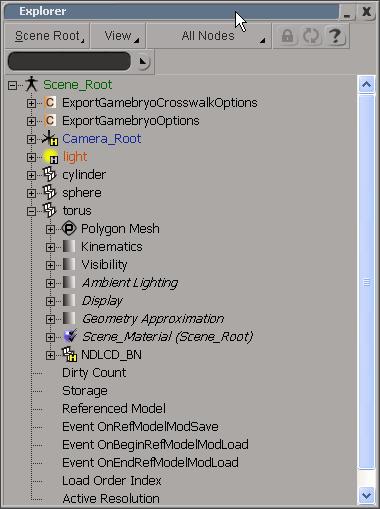 Explorer
Scene Root View All Nodes ?
Scene_Root
C ExportGamebryoCrosswalkOptions
C ExportGamebryoOptions
H Camera_Root
H light
cylinder
sphere
torus
Polygon Mesh
Kinematics
Visibility
Ambient Lighting
Display
Geometry Approximation
Scene_Material (Scene_Root)
H NDLCD_BN
Dirty Count
Storage
Referenced Model
Event OnRefModelModSave
Event OnBeginRefModelModLoad
Event OnEndRefModelModLoad
Load Order Index
Active Resolution